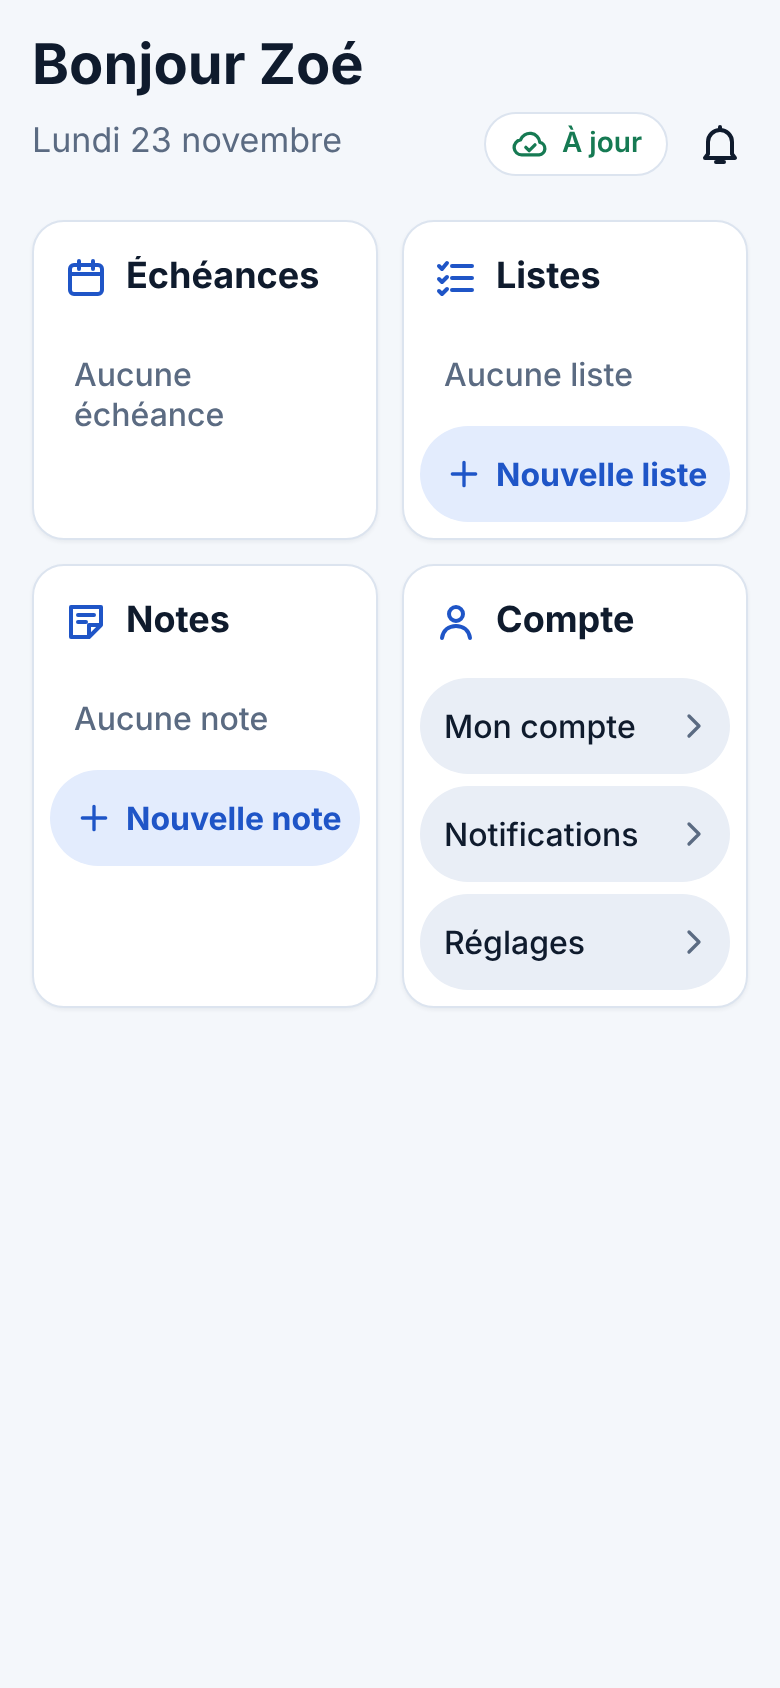 Bonjour Zoé
Lundi 23 novembre
À jour
Échéances
Aucune
échéance
Listes
Aucune liste
Nouvelle liste
Notes
Aucune note
Nouvelle note
Compte
Mon compte
Notifications
Réglages